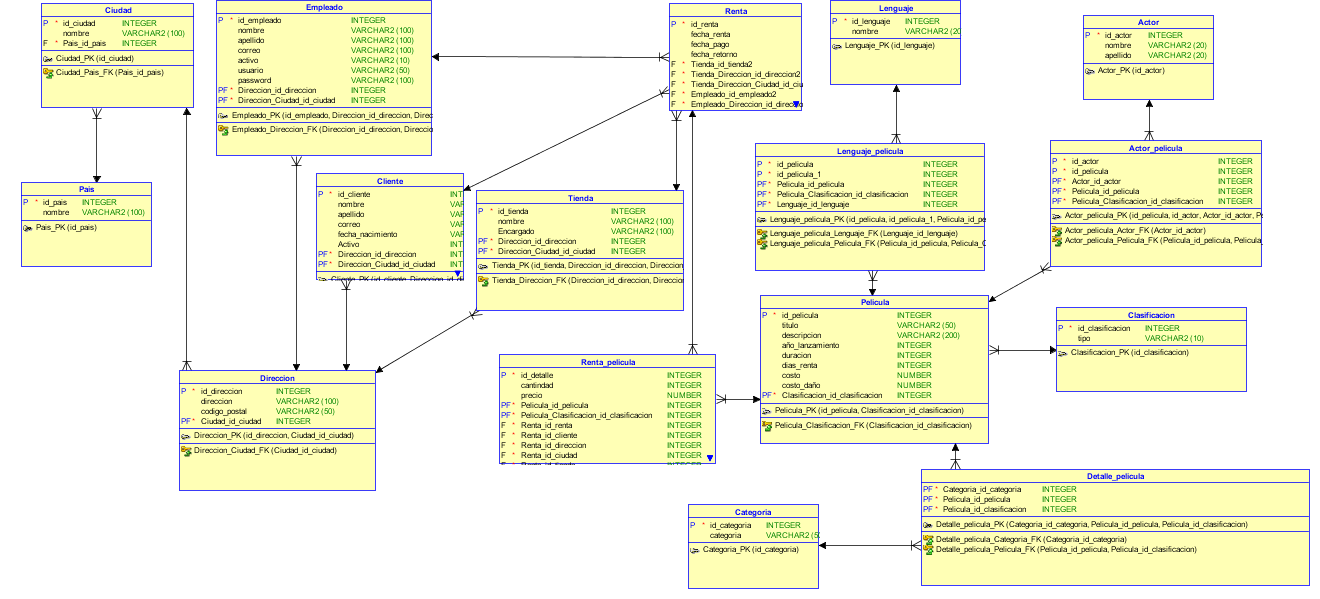 Ciudad
P * id_ciudad INTEGER
nombre VARCHAR2 (100)
F * Pais_id_pais INTEGER
Ciudad_PK (id_ciudad)
Ciudad_Pais_FK (Pais_id_pais)
Empleado
P * id_empleado INTEGER
nombre VARCHAR2 (100)
apellido VARCHAR2 (100)
correo VARCHAR2 (100)
activo VARCHAR2 (10)
usuario VARCHAR2 (50)
password VARCHAR2 (100)
PF * Direccion_id_direccion INTEGER
PF * Direccion_Ciudad_id_ciudad INTEGER
Empleado_PK (id_empleado, Direccion_id_direccion, Direc
Empleado_Direccion_FK (Direccion_id_direccion, Direccio
Renta
P * id_renta
fecha_renta
fecha_pago
fecha_retorno
F * Tienda_id_tienda2
F * Tienda_Direccion_id_direccion2
F * Tienda_Direccion_Ciudad_id_ciu
F * Empleado_id_empleado2
F * Empleado_Direccion_id_direccio
Lenguaje
P * id_lenguaje INTEGER
nombre VARCHAR2 (20
Lenguaje_PK (id_lenguaje)
Actor
P * id_actor INTEGER
nombre VARCHAR2 (20)
apellido VARCHAR2 (20)
Actor_PK (id_actor)
Pais
P * id_pais INTEGER
nombre VARCHAR2 (100)
Pais_PK (id_pais)
Cliente
P * id_cliente INT
nombre VAR
apellido VAR
correo VAR
fecha_nacimiento VAR
Activo INT
PF * Direccion_id_direccion INT
PF * Direccion_Ciudad_id_ciudad INT
Cliente_PK (id_cliente, Direccion_id_di
Tienda
P * id_tienda INTEGER
nombre VARCHAR2 (100)
Encargado VARCHAR2 (100)
PF * Direccion_id_direccion INTEGER
PF * Direccion_Ciudad_id_ciudad INTEGER
Tienda_PK (id_tienda, Direccion_id_direccion, Direccion
Tienda_Direccion_FK (Direccion_id_direccion, Direccio
Lenguaje_pelicula
P * id_pelicula INTEGER
P * id_pelicula_1 INTEGER
PF * Pelicula_id_pelicula INTEGER
PF * Pelicula_Clasificacion_id_clasificacion INTEGER
PF * Lenguaje_id_lenguaje INTEGER
Lenguaje_pelicula_PK (id_pelicula, id_pelicula_1, Pelicula_id_pe
Lenguaje_pelicula_Lenguaje_FK (Lenguaje_id_lenguaje)
Lenguaje_pelicula_Pelicula_FK (Pelicula_id_pelicula, Pelicula_C
Actor_pelicula
P * id_actor INTEGER
P * id_pelicula INTEGER
PF * Actor_id_actor INTEGER
PF * Pelicula_id_pelicula INTEGER
PF * Pelicula_Clasificacion_id_clasificacion INTEGER
Actor_pelicula_PK (id_pelicula, id_actor, Actor_id_actor, P
Actor_pelicula_Actor_FK (Actor_id_actor)
Actor_pelicula_Pelicula_FK (Pelicula_id_pelicula, Pelicula
Direccion
P * id_direccion INTEGER
direccion VARCHAR2 (100)
codigo_postal VARCHAR2 (50)
PF * Ciudad_id_ciudad INTEGER
Direccion_PK (id_direccion, Ciudad_id_ciudad)
Direccion_Ciudad_FK (Ciudad_id_ciudad)
Renta_pelicula
P * id_detalle INTEGER
cantindad INTEGER
precio NUMBER
PF * Pelicula_id_pelicula INTEGER
PF * Pelicula_Clasificacion_id_clasificacion INTEGER
F * Renta_id_renta INTEGER
F * Renta_id_cliente INTEGER
F * Renta_id_direccion INTEGER
F * Renta_id_ciudad INTEGER
F * Renta_id_tienda INTEGER
Pelicula
P * id_pelicula INTEGER
titulo VARCHAR2 (50)
descripcion VARCHAR2 (200)
año_lanzamiento INTEGER
duracion INTEGER
dias_renta INTEGER
costo NUMBER
costo_daño NUMBER
PF * Clasificacion_id_clasificacion INTEGER
Pelicula_PK (id_pelicula, Clasificacion_id_clasificacion)
Pelicula_Clasificacion_FK (Clasificacion_id_clasificacion)
Clasificacion
P * id_clasificacion INTEGER
tipo VARCHAR2 (10)
Clasificacion_PK (id_clasificacion)
Categoria
P * id_categoria INTEGER
categoria VARCHAR2 (50
Categoria_PK (id_categoria)
Detalle_pelicula
PF * Categoria_id_categoria INTEGER
PF * Pelicula_id_pelicula INTEGER
PF * Pelicula_id_clasificacion INTEGER
Detalle_pelicula_PK (Categoria_id_categoria, Pelicula_id_pelicula, Pelicula_id_clasificacion)
Detalle_pelicula_Categoria_FK (Categoria_id_categoria)
Detalle_pelicula_Pelicula_FK (Pelicula_id_pelicula, Pelicula_id_clasificacion)